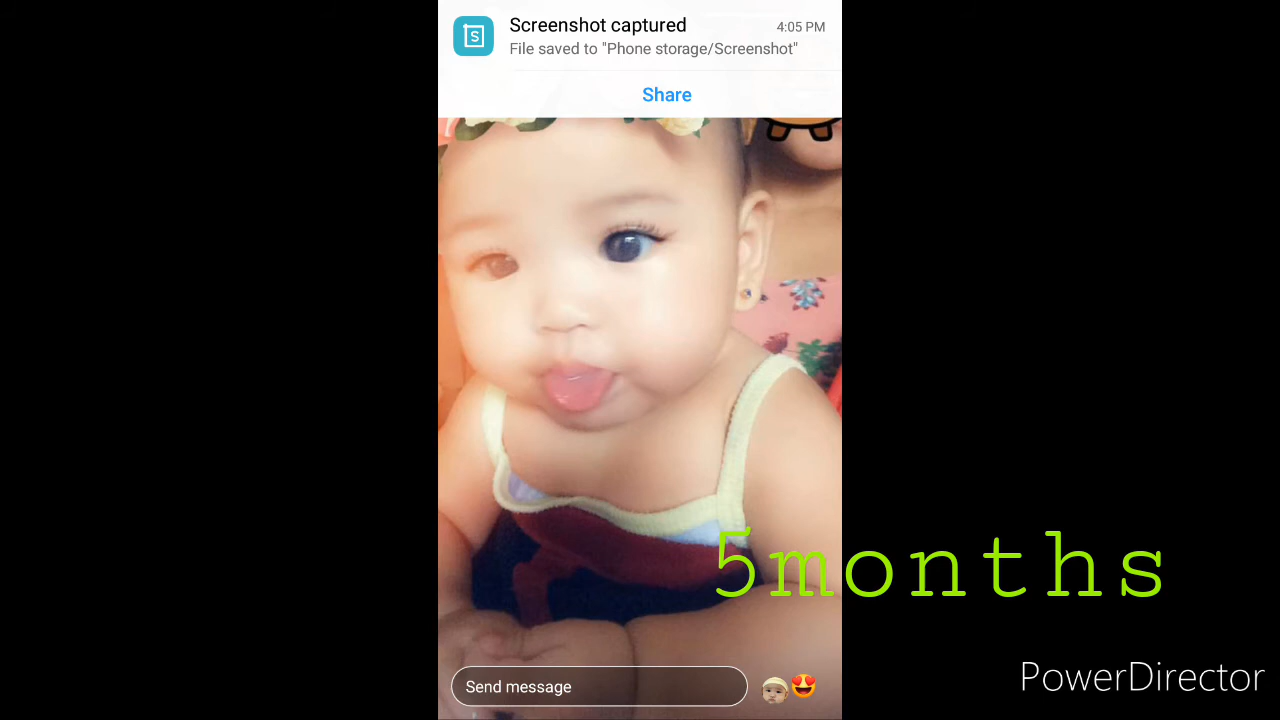 Screenshot captured 4:05 PM
File saved to "Phone storage/Screenshot"
Share
5months
Send message
PowerDirector